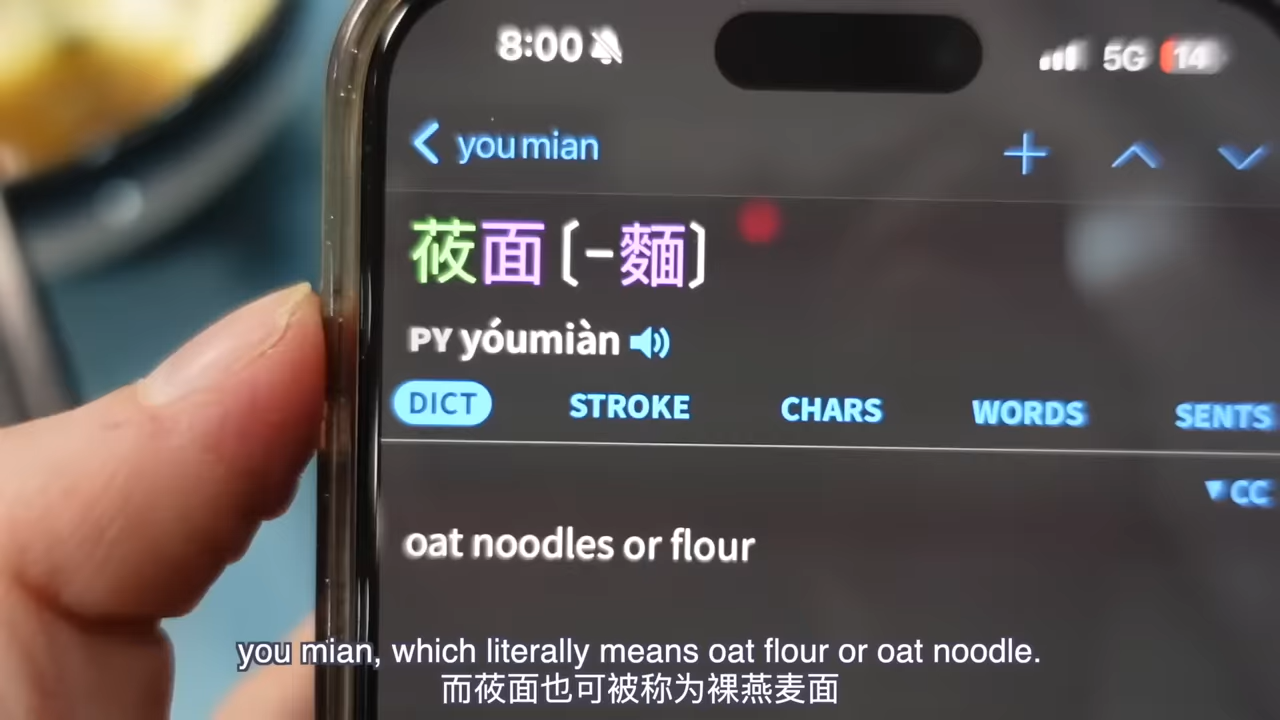 8:00 5G 14
youmian
莜面〔-麵〕
PY yóumiàn
DICT STROKE CHARS WORDS SENTS
▼CC
oat noodles or flour
you mian, which literally means oat flour or oat noodle.
而莜面也可被称为裸燕麦面